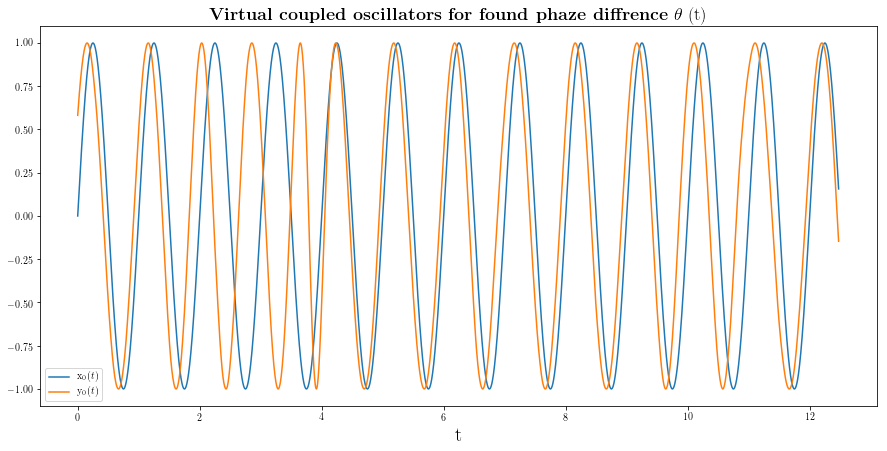 Virtual coupled oscillators for found phaze diffrence θ (t)
1.00
0.75
0.50
0.25
0.00
−0.25
−0.50
−0.75
−1.00
x₀(t)
y₀(t)
0 2 4 6 8 10 12
t